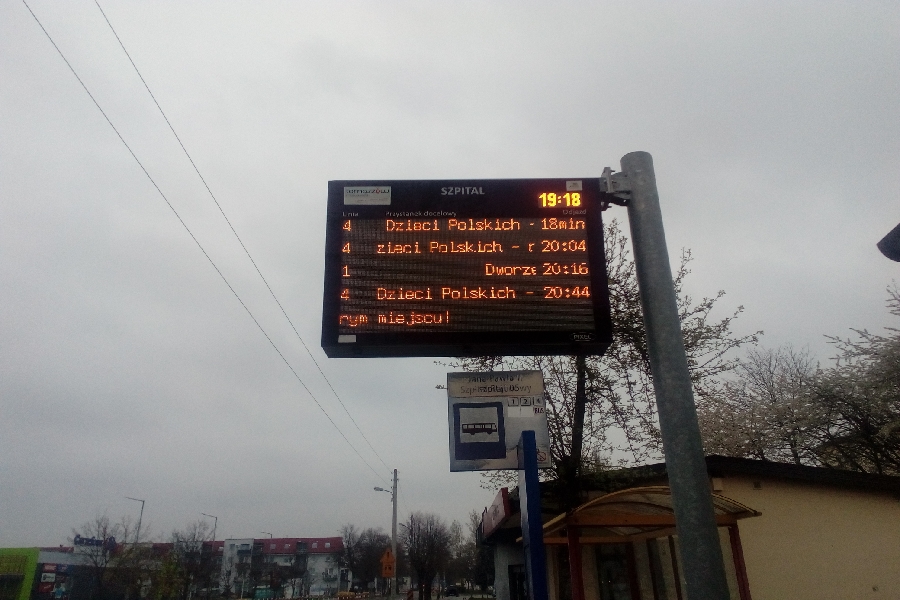 SZPITAL
19:18
Linia Przystanek docelowy Odjazd
4 Dzieci Polskich - 18min
4 zieci Polskich - r 20:04
1 Dworze 20:16
4 Dzieci Polskich - 20:44
rym miejscu!